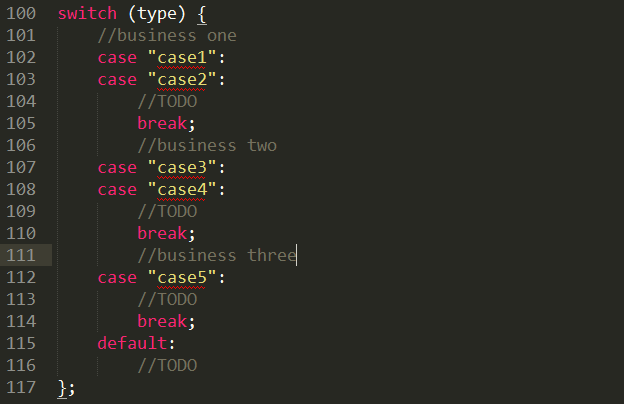 100 switch (type) {
101     //business one
102     case "case1":
103     case "case2":
104         //TODO
105         break;
106         //business two
107     case "case3":
108     case "case4":
109         //TODO
110         break;
111         //business three
112     case "case5":
113         //TODO
114         break;
115     default:
116         //TODO
117 };